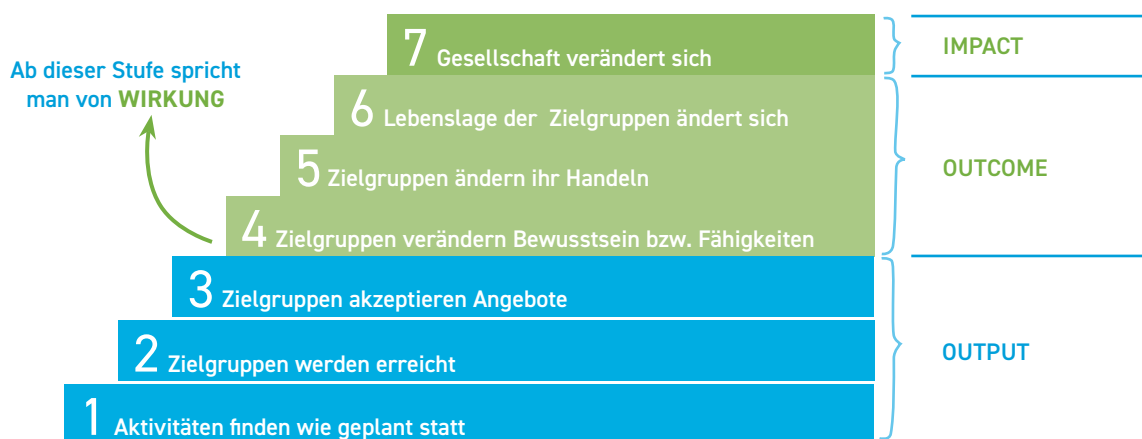 7 Gesellschaft verändert sich
IMPACT
Ab dieser Stufe spricht
man von WIRKUNG
6 Lebenslage der Zielgruppen ändert sich
5 Zielgruppen ändern ihr Handeln
OUTCOME
4 Zielgruppen verändern Bewusstsein bzw. Fähigkeiten
3 Zielgruppen akzeptieren Angebote
2 Zielgruppen werden erreicht
OUTPUT
1 Aktivitäten finden wie geplant statt